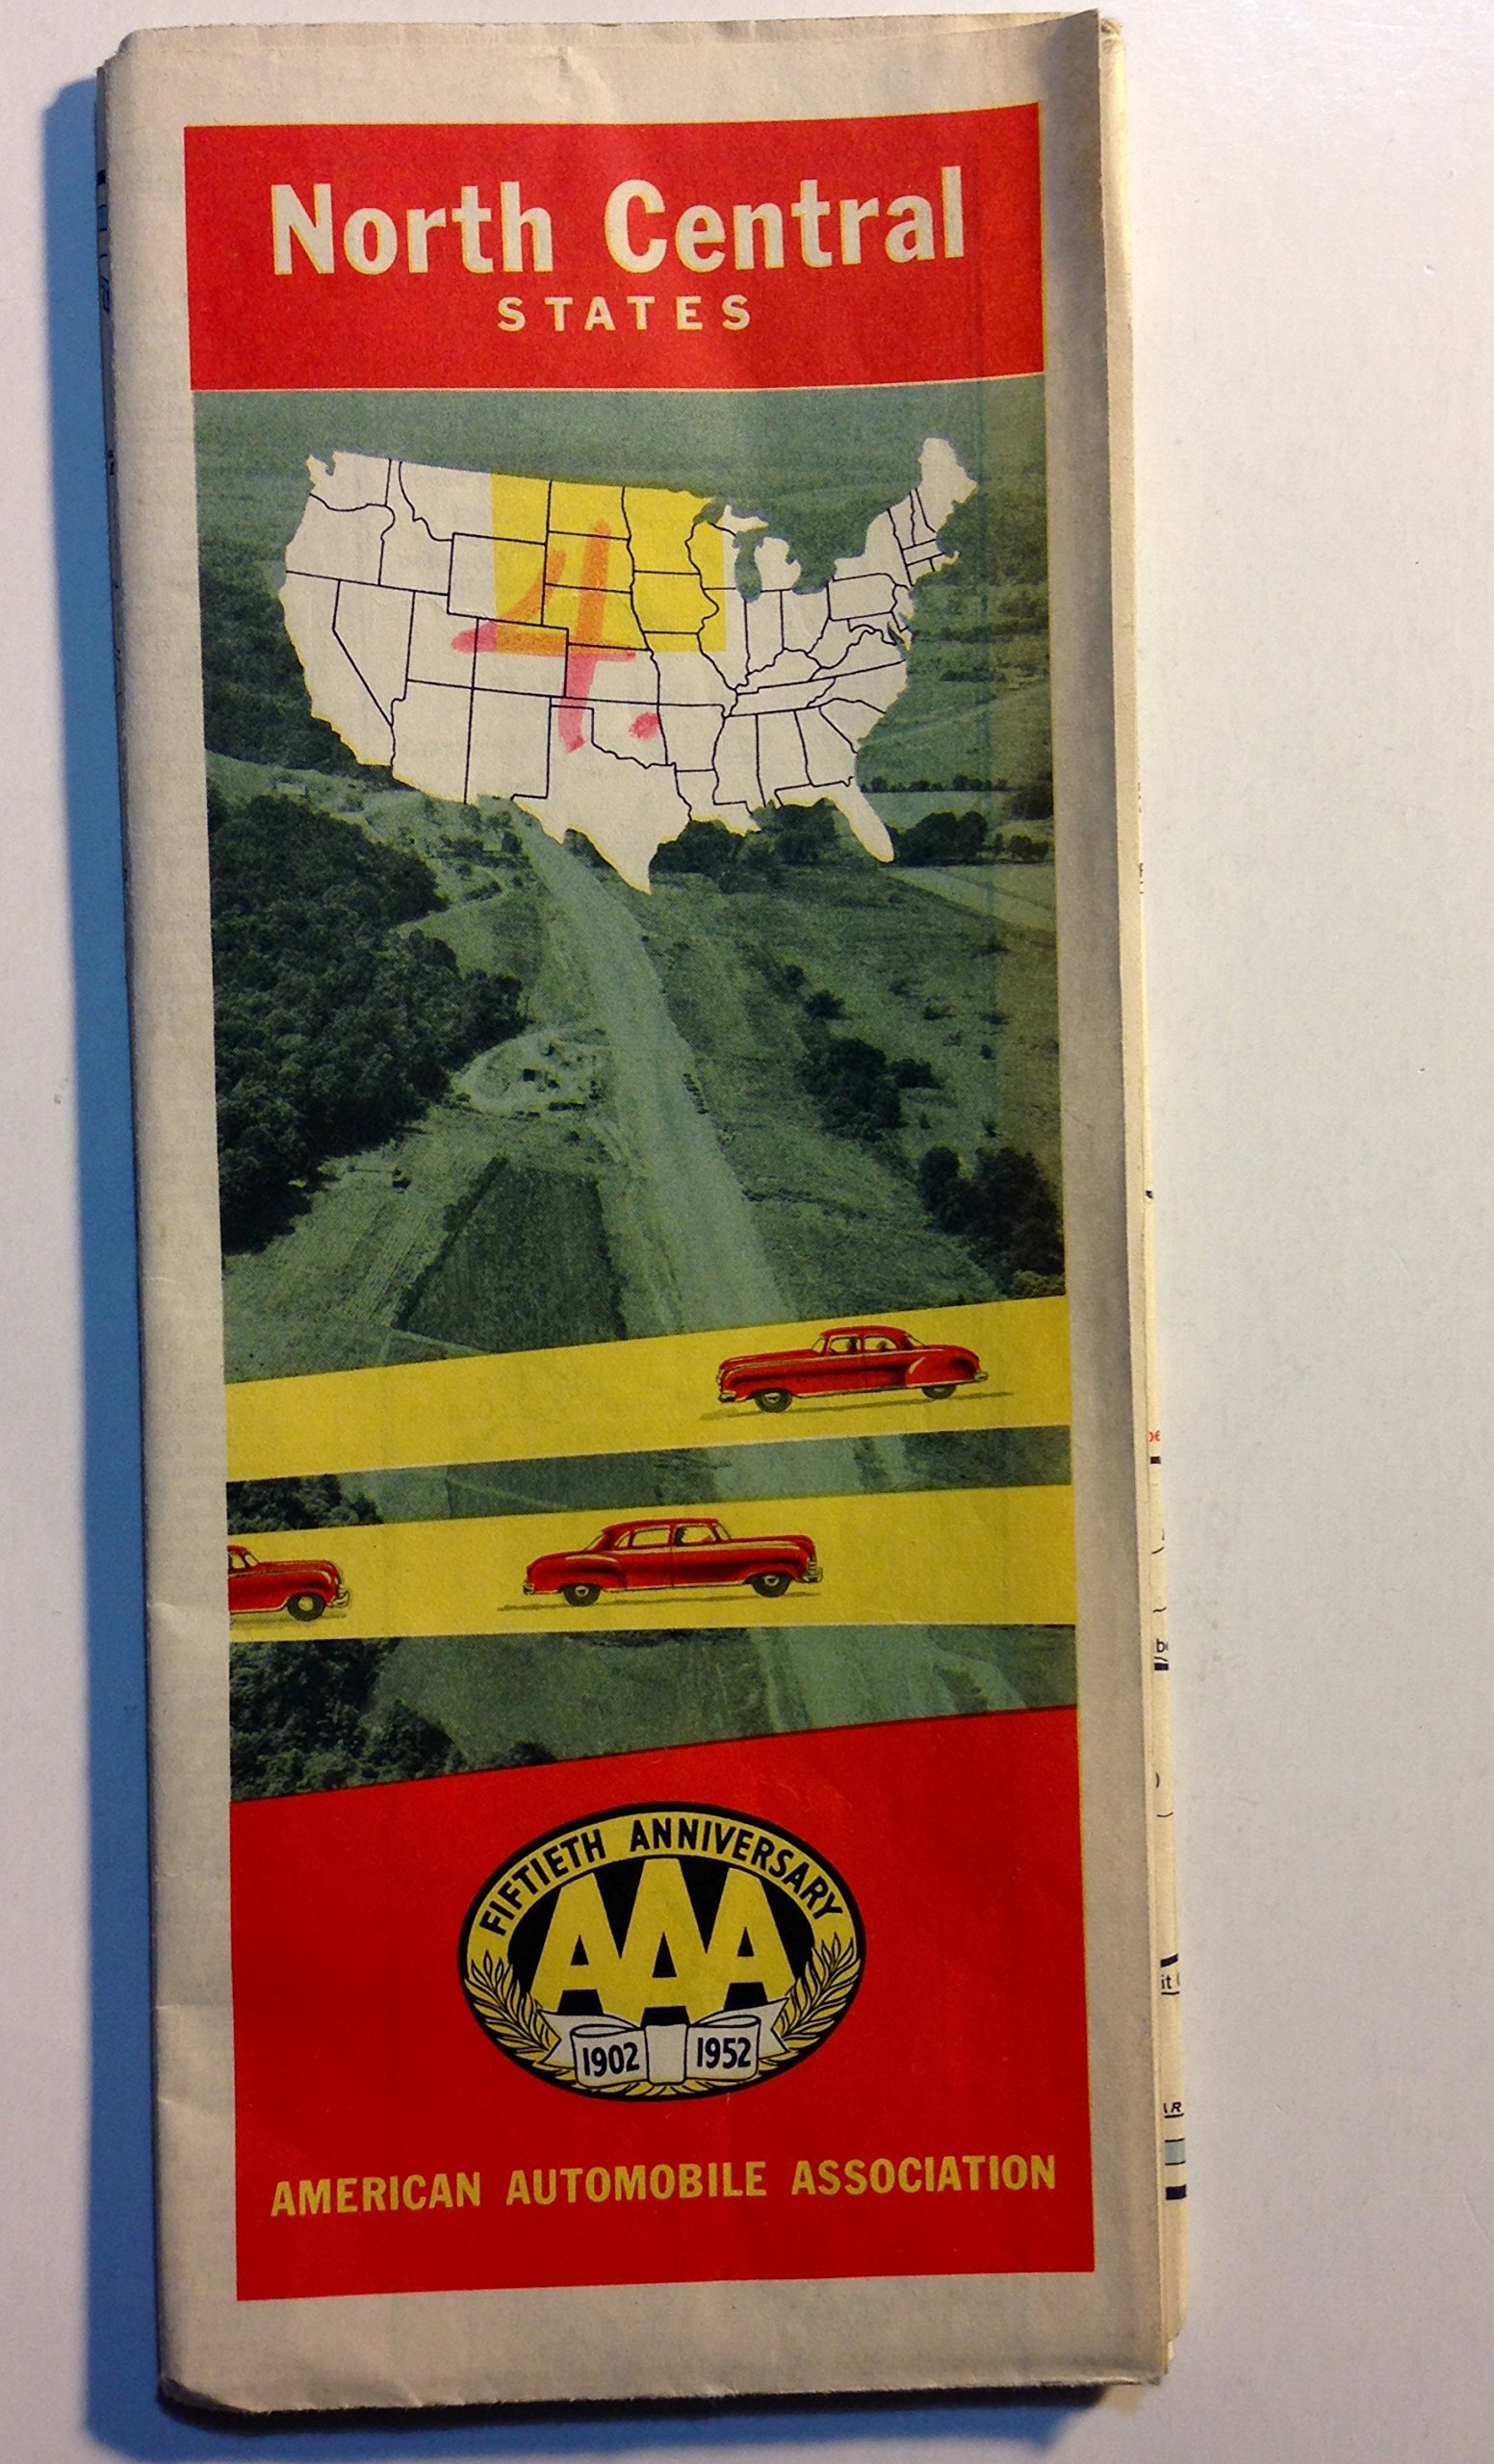 North Central
STATES
4.
FIFTIETH ANNIVERSARY
AAA
1902 1952
AMERICAN AUTOMOBILE ASSOCIATION